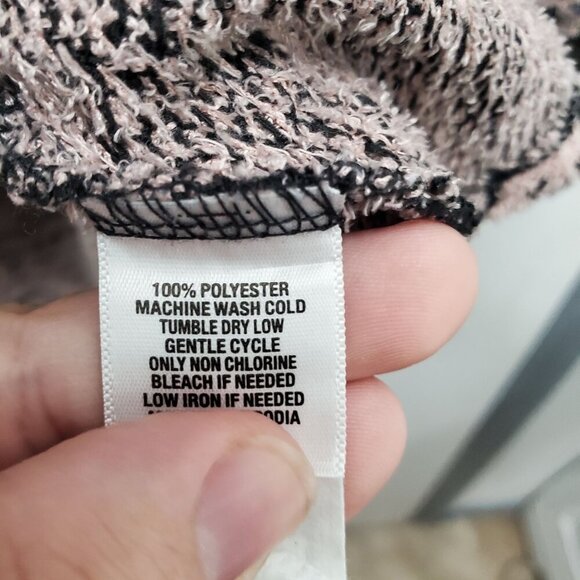 100% POLYESTER
MACHINE WASH COLD
TUMBLE DRY LOW
GENTLE CYCLE
ONLY NON CHLORINE
BLEACH IF NEEDED
LOW IRON IF NEEDED